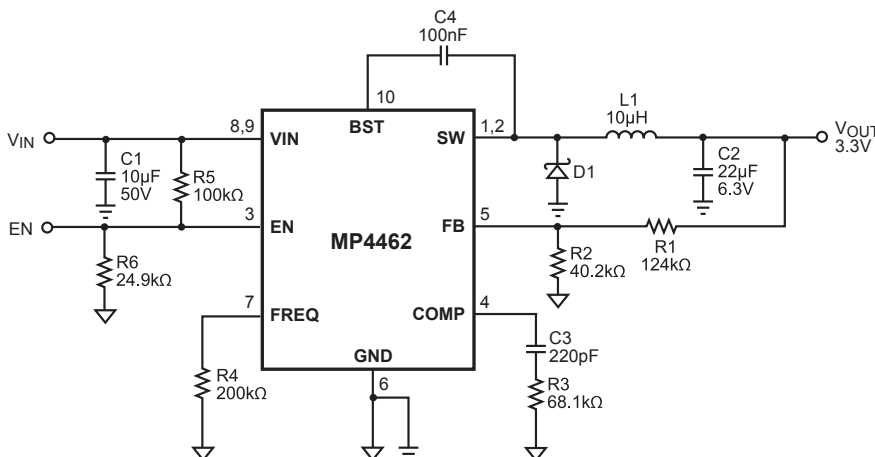 C4
100nF
10
BST
L1
10µH
V_IN
8,9
VIN
SW
1,2
V_OUT
3.3V
C1
10µF
50V
R5
100kΩ
D1
C2
22µF
6.3V
EN
3
EN
MP4462
FB
5
R1
124kΩ
R6
24.9kΩ
R2
40.2kΩ
7
FREQ
COMP
4
C3
220pF
GND
6
R4
200kΩ
R3
68.1kΩ